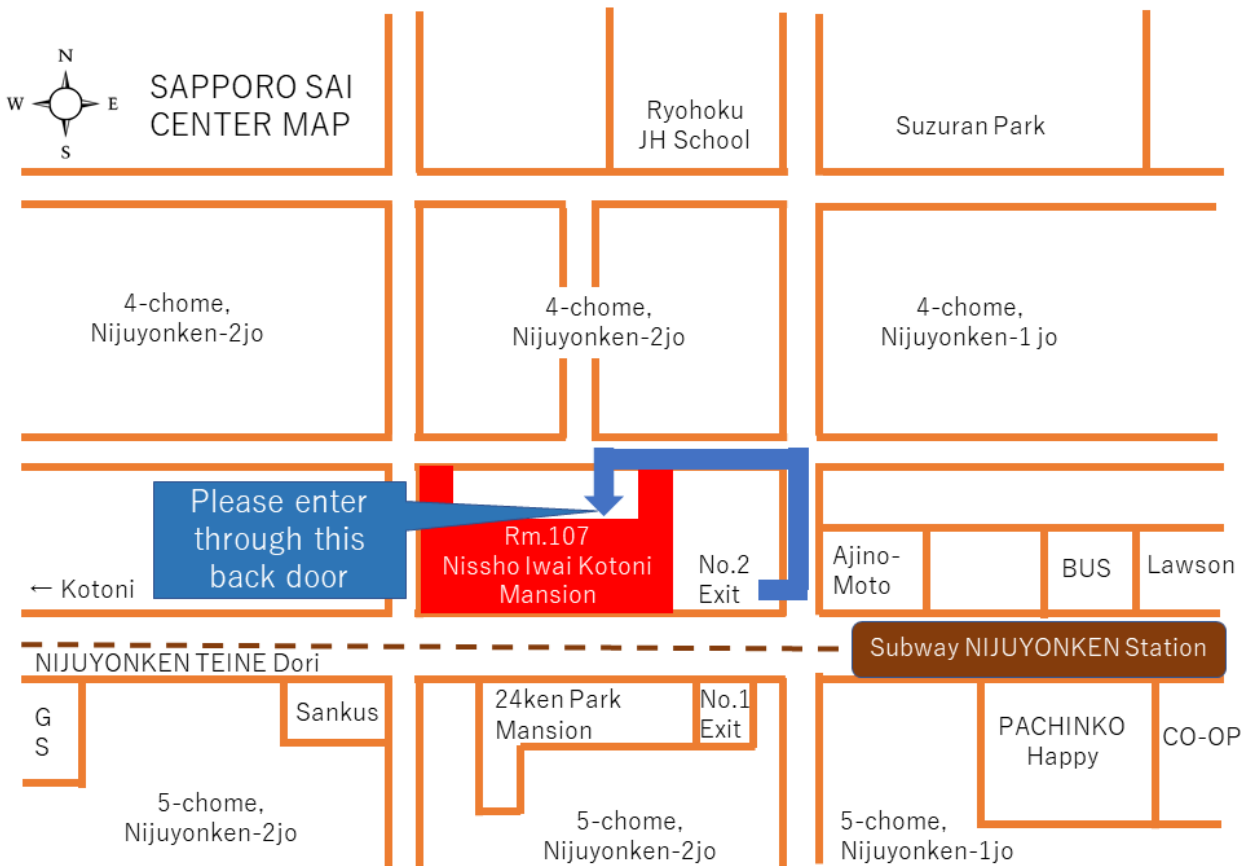 N
W
E
S
SAPPORO SAI
CENTER MAP
Ryohoku
JH School
Suzuran Park
4-chome,
Nijuyonken-2jo
4-chome,
Nijuyonken-2jo
4-chome,
Nijuyonken-1 jo
Please enter
through this
back door
Rm.107
Nissho Iwai Kotoni
Mansion
No.2
Exit
Ajino-
Moto
BUS
Lawson
← Kotoni
Subway NIJUYONKEN Station
NIJUYONKEN TEINE Dori
G
S
Sankus
24ken Park
Mansion
No.1
Exit
PACHINKO
Happy
CO-OP
5-chome,
Nijuyonken-2jo
5-chome,
Nijuyonken-2jo
5-chome,
Nijuyonken-1jo